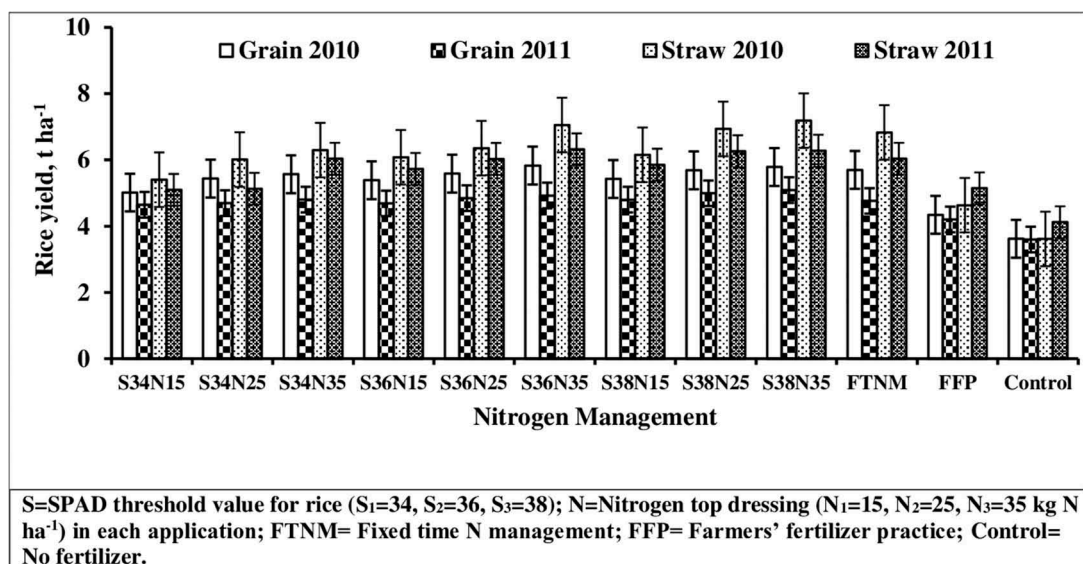 10
8
6
4
2
0
Rice yield, t ha⁻¹
Grain 2010 Grain 2011 Straw 2010 Straw 2011
S34N15 S34N25 S34N35 S36N15 S36N25 S36N35 S38N15 S38N25 S38N35 FTNM FFP Control
Nitrogen Management
S=SPAD threshold value for rice (S₁=34, S₂=36, S₃=38); N=Nitrogen top dressing (N₁=15, N₂=25, N₃=35 kg N
ha⁻¹) in each application; FTNM= Fixed time N management; FFP= Farmers’ fertilizer practice; Control=
No fertilizer.